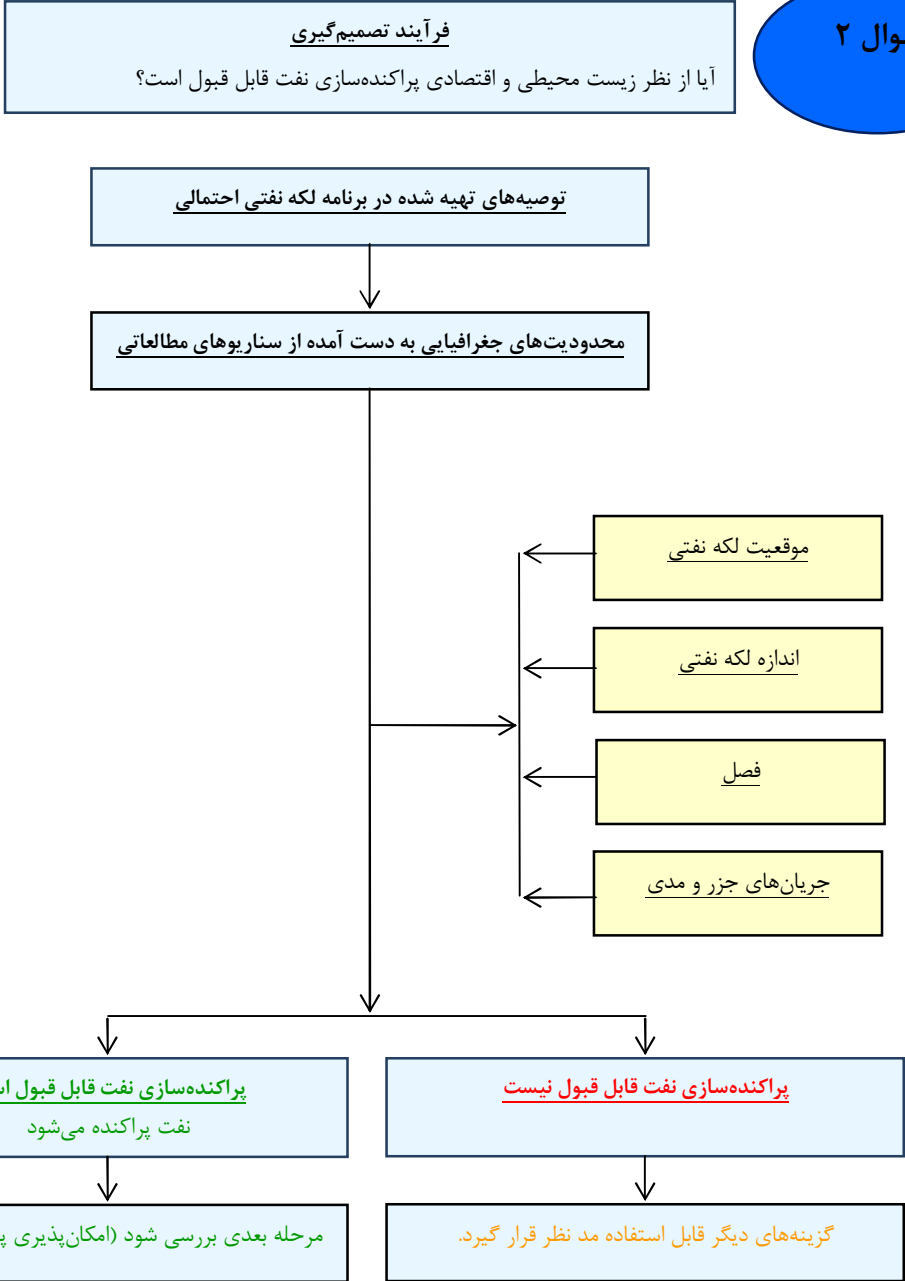 فرآیند تصمیم‌گیری
آیا از نظر زیست محیطی و اقتصادی پراکنده‌سازی نفت قابل قبول است؟
۲
توصیه‌های تهیه شده در برنامه لکه نفتی احتمالی
محدودیت‌های جغرافیایی به دست آمده از سناریوهای مطالعاتی
موقعیت لکه نفتی
اندازه لکه نفتی
فصل
جریان‌های جزر و مدی
پراکنده‌سازی نفت قابل قبول نیست
پراکنده‌سازی نفت قابل قبول
نفت پراکنده می‌شود
گزینه‌های دیگر قابل استفاده مد نظر قرار گیرد.
مرحله بعدی بررسی شود (امکان‌پذیری